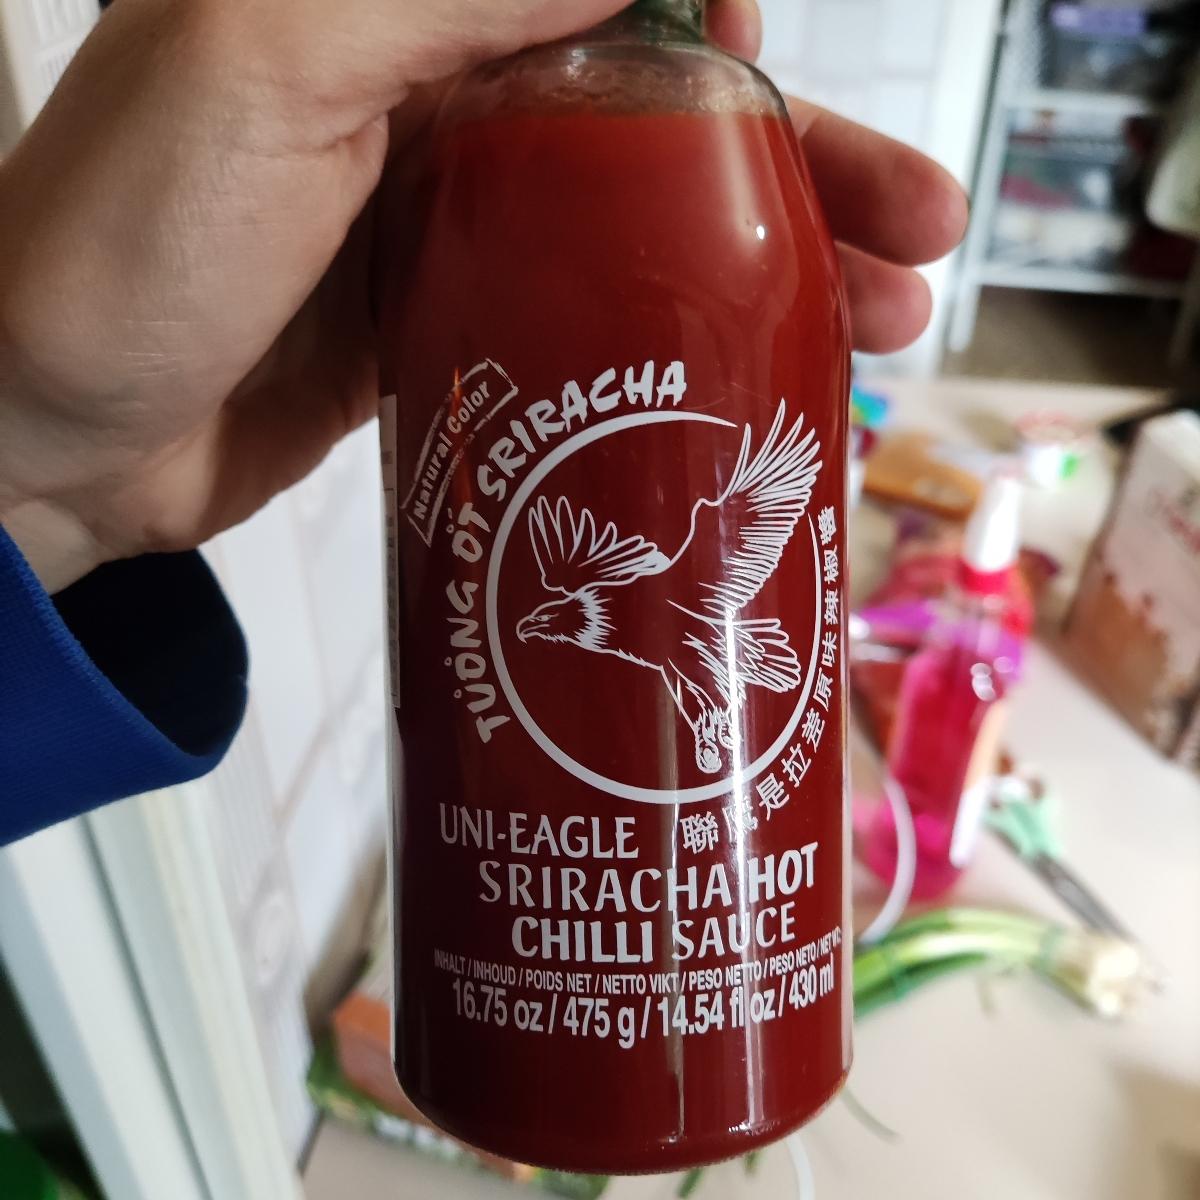 Natural Color
TUONG ỚT SRIRACHA
聯鷹是拉差原味辣椒醬
UNI-EAGLE
SRIRACHA HOT
CHILLI SAUCE
INHALT / INHOUD / POIDS NET / NETTO VIKT / PESO NETTO / PESO NETO / NET WT:
16.75 oz / 475 g / 14.54 fl oz / 430 ml